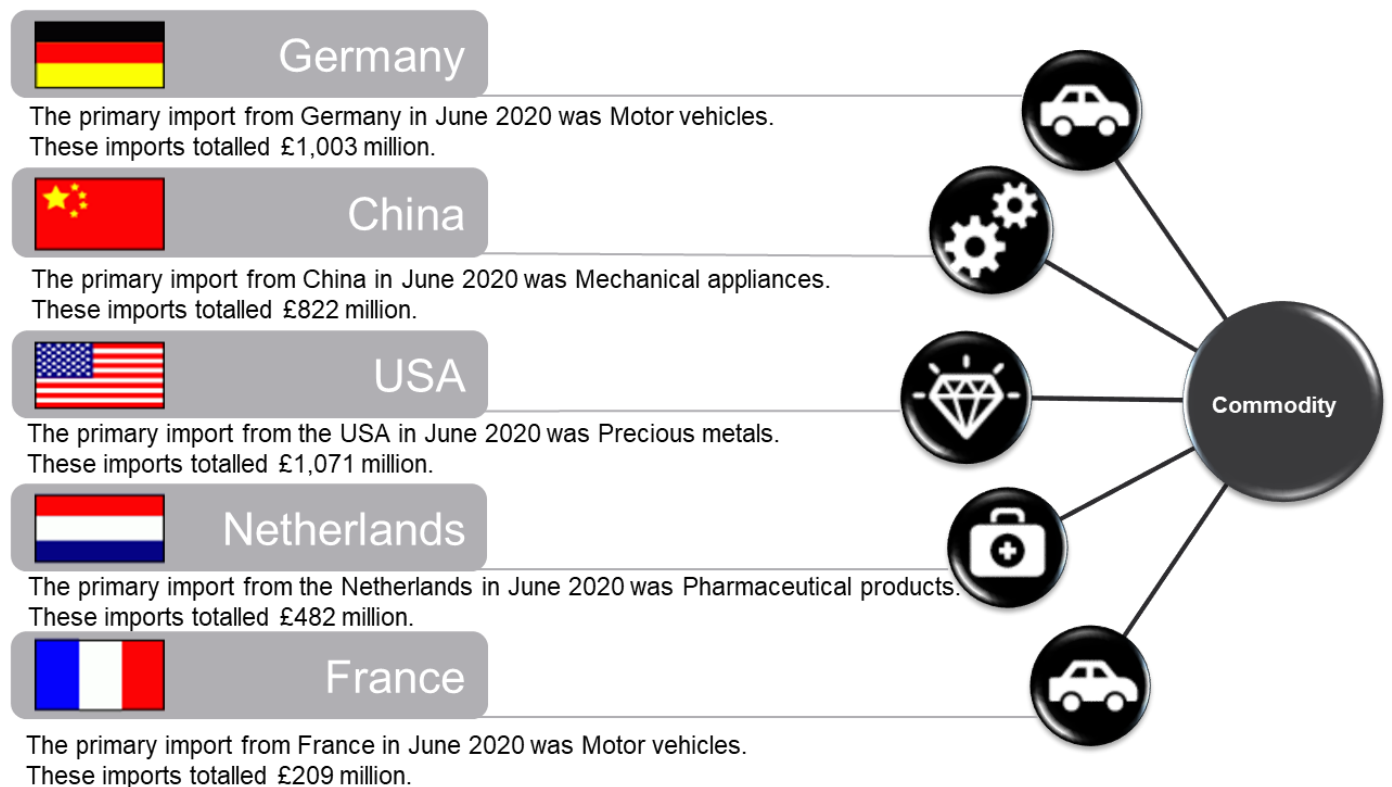 Germany
The primary import from Germany in June 2020 was Motor vehicles.
These imports totalled £1,003 million.
China
The primary import from China in June 2020 was Mechanical appliances.
These imports totalled £822 million.
USA
The primary import from the USA in June 2020 was Precious metals.
These imports totalled £1,071 million.
Netherlands
The primary import from the Netherlands in June 2020 was Pharmaceutical products.
These imports totalled £482 million.
France
The primary import from France in June 2020 was Motor vehicles.
These imports totalled £209 million.
Commodity